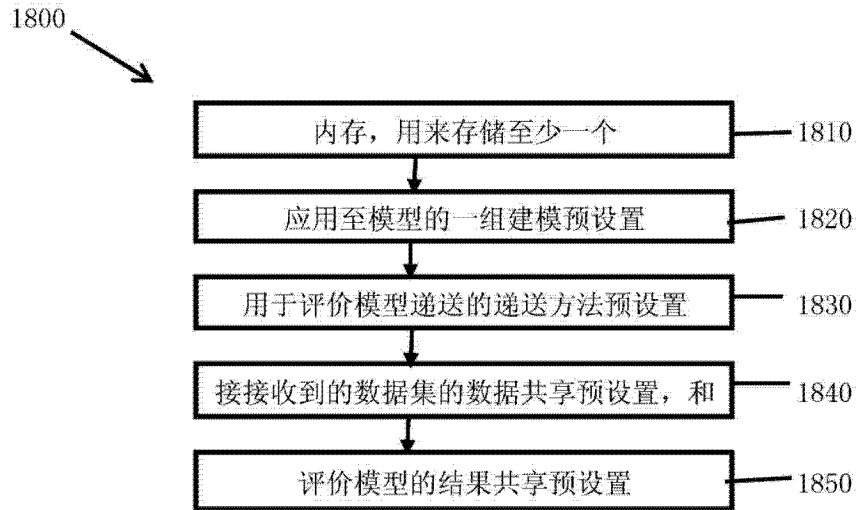 1800
内存，用来存储至少一个
1810
应用至模型的一组建模预设置
1820
用于评价模型递送的递送方法预设置
1830
接接收到的数据集的数据共享预设置，和
1840
评价模型的结果共享预设置
1850